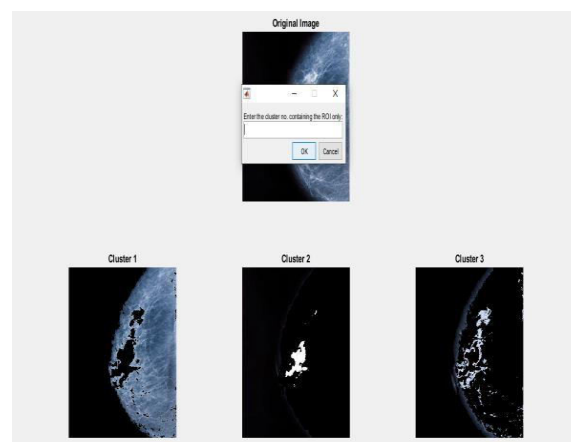 Original Image
Enter the cluster no. containing the ROI only:
OK Cancel
Cluster 1 Cluster 2 Cluster 3